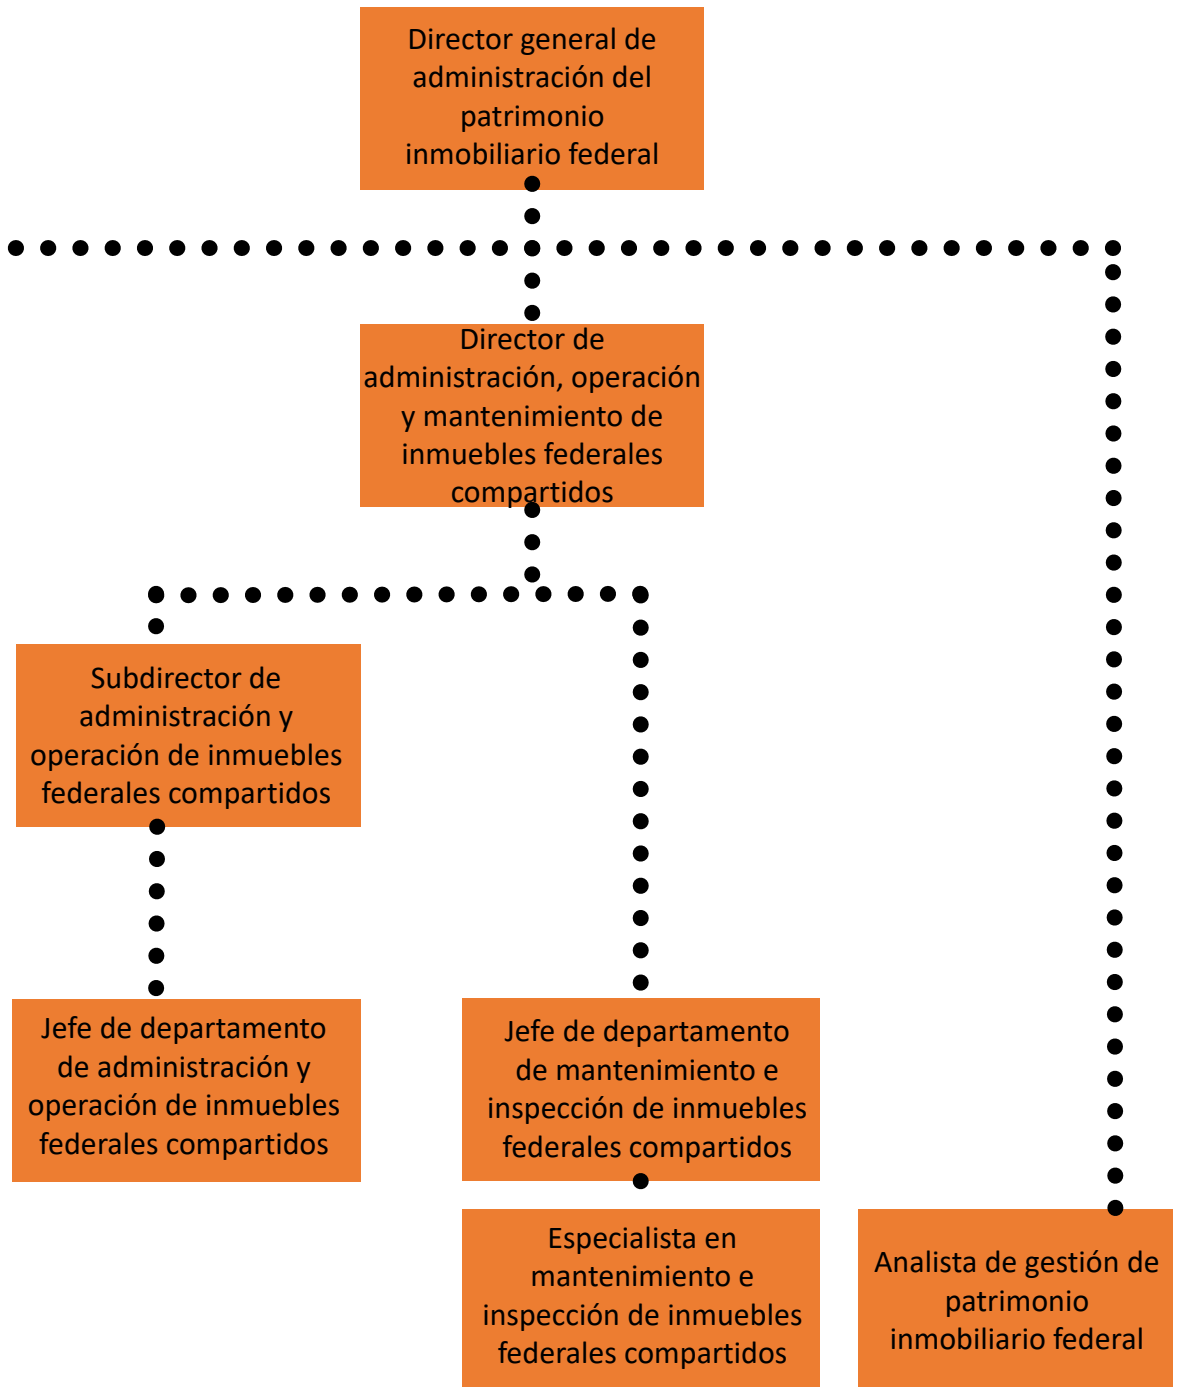 Director general de
administración del
patrimonio
inmobiliario federal
Director de
administración, operación
y mantenimiento de
inmuebles federales
compartidos
Subdirector de
administración y
operación de inmuebles
federales compartidos
Jefe de departamento
de administración y
operación de inmuebles
federales compartidos
Jefe de departamento
de mantenimiento e
inspección de inmuebles
federales compartidos
Especialista en
mantenimiento e
inspección de inmuebles
federales compartidos
Analista de gestión de
patrimonio
inmobiliario federal